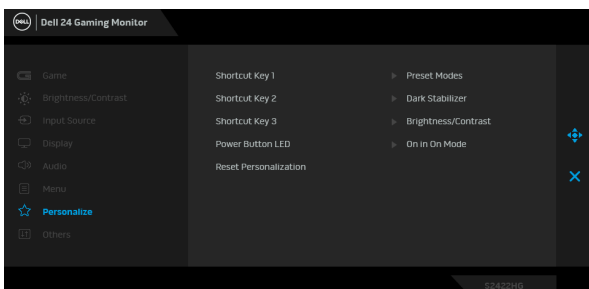 DELL Dell 24 Gaming Monitor
Game
Brightness/Contrast
Input Source
Display
Audio
Menu
Personalize
Others
Shortcut Key 1 Preset Modes
Shortcut Key 2 Dark Stabilizer
Shortcut Key 3 Brightness/Contrast
Power Button LED On in On Mode
Reset Personalization
S2422HG